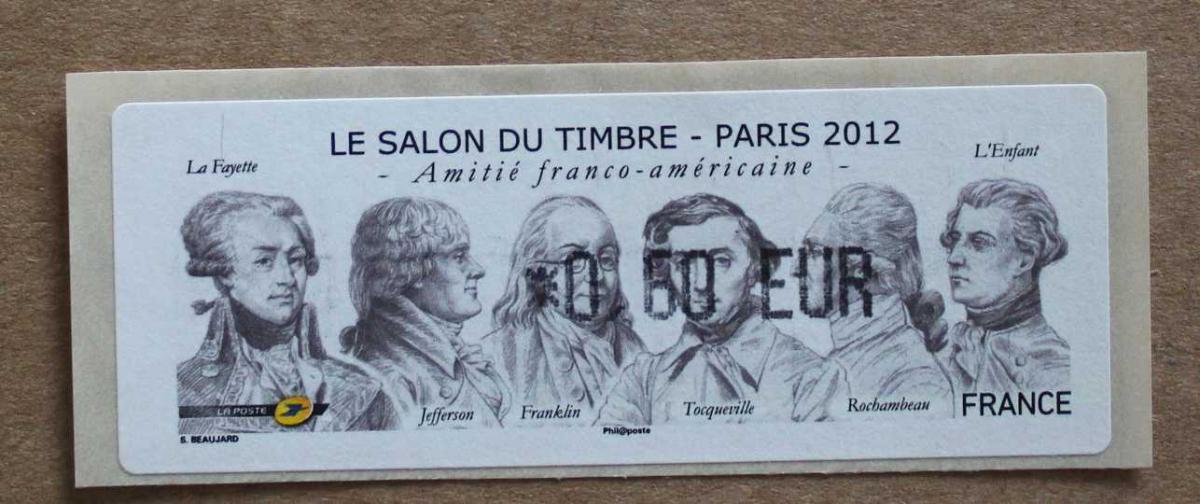 LE SALON DU TIMBRE - PARIS 2012
- Amitié franco-américaine -
La Fayette
L'Enfant
*0,60 EUR
LA POSTE
Jefferson
Franklin
Tocqueville
Rochambeau
FRANCE
S. BEAUJARD
Phil@poste